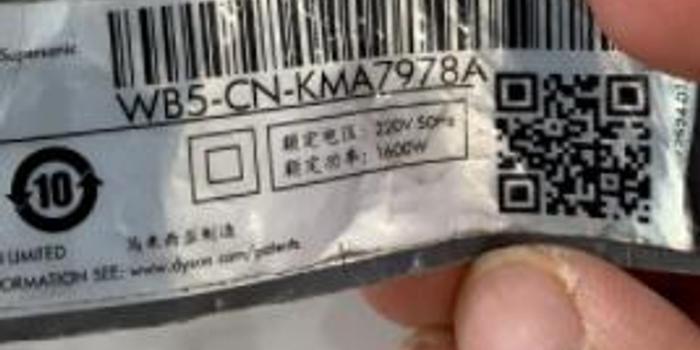 Supersonic
WB5-CN-KMA7978A
额定电压: 220V 50Hz
额定功率: 1600W
10
马来西亚制造
LIMITED
ORMATION SEE: www.dyson.com/patents